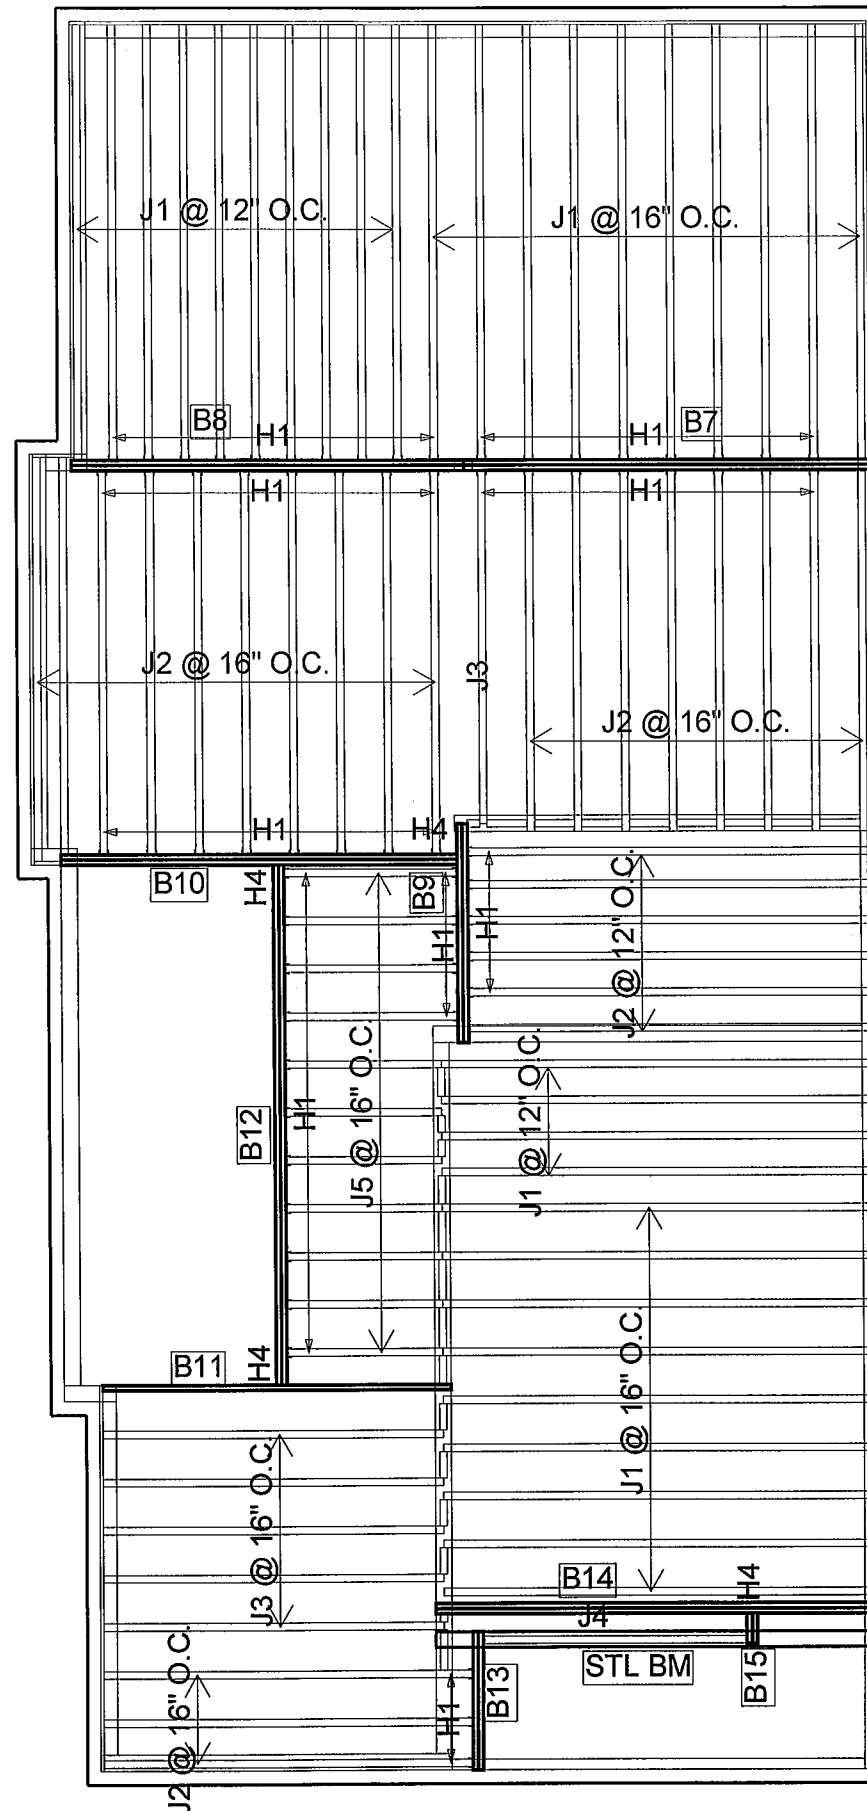 J1 @ 12" O.C.
J1 @ 16" O.C.
B8
H1
H1
B7
H1
H1
J2 @ 16" O.C.
J3
J2 @ 16" O.C.
H1
H4
B10
H4
B9
H1
H1
J2 @ 12" O.C.
B12
H1
J5 @ 16" O.C.
J1 @ 12" O.C.
B11
H4
J1 @ 16" O.C.
J3 @ 16" O.C.
B14
H4
J4
STL BM
B15
B13
H1
J2 @ 16" O.C.